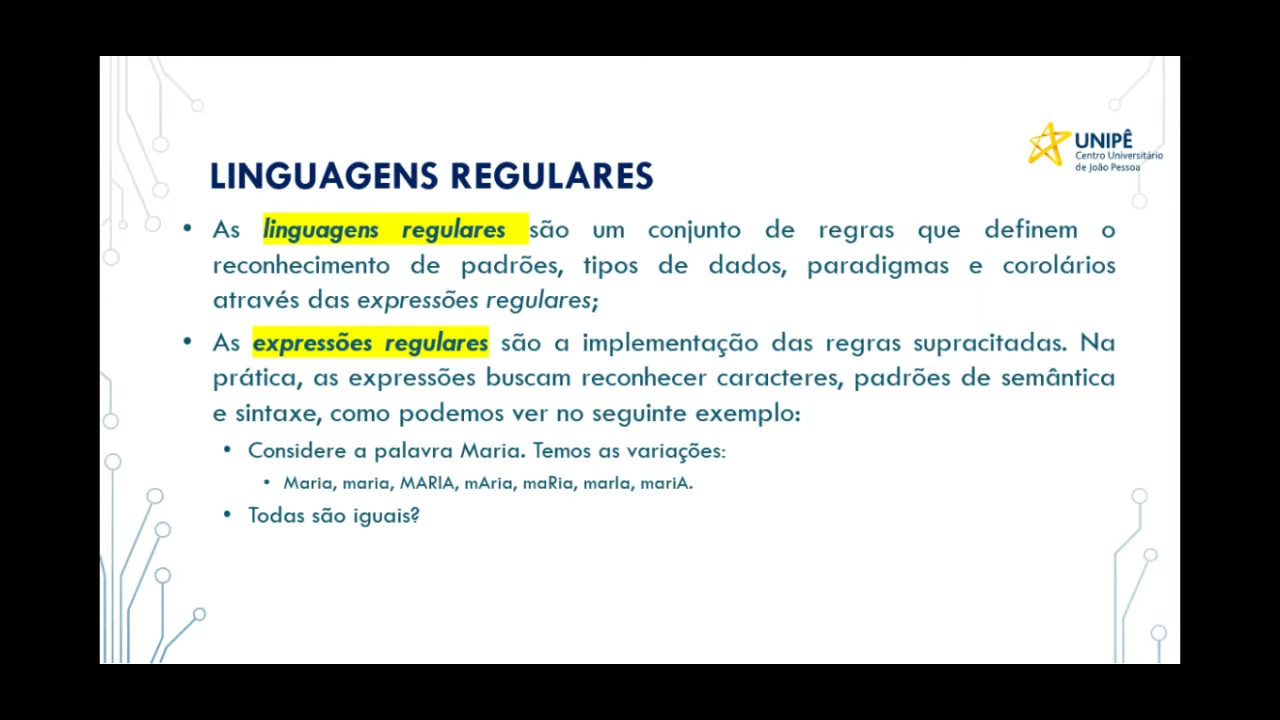 UNIPÊ
Centro Universitário
de João Pessoa
LINGUAGENS REGULARES
• As linguagens regulares são um conjunto de regras que definem o
reconhecimento de padrões, tipos de dados, paradigmas e corolários
através das expressões regulares;
• As expressões regulares são a implementação das regras supracitadas. Na
prática, as expressões buscam reconhecer caracteres, padrões de semântica
e sintaxe, como podemos ver no seguinte exemplo:
• Considere a palavra Maria. Temos as variações:
• Maria, maria, MARIA, mAria, maRia, marIa, mariA.
• Todas são iguais?